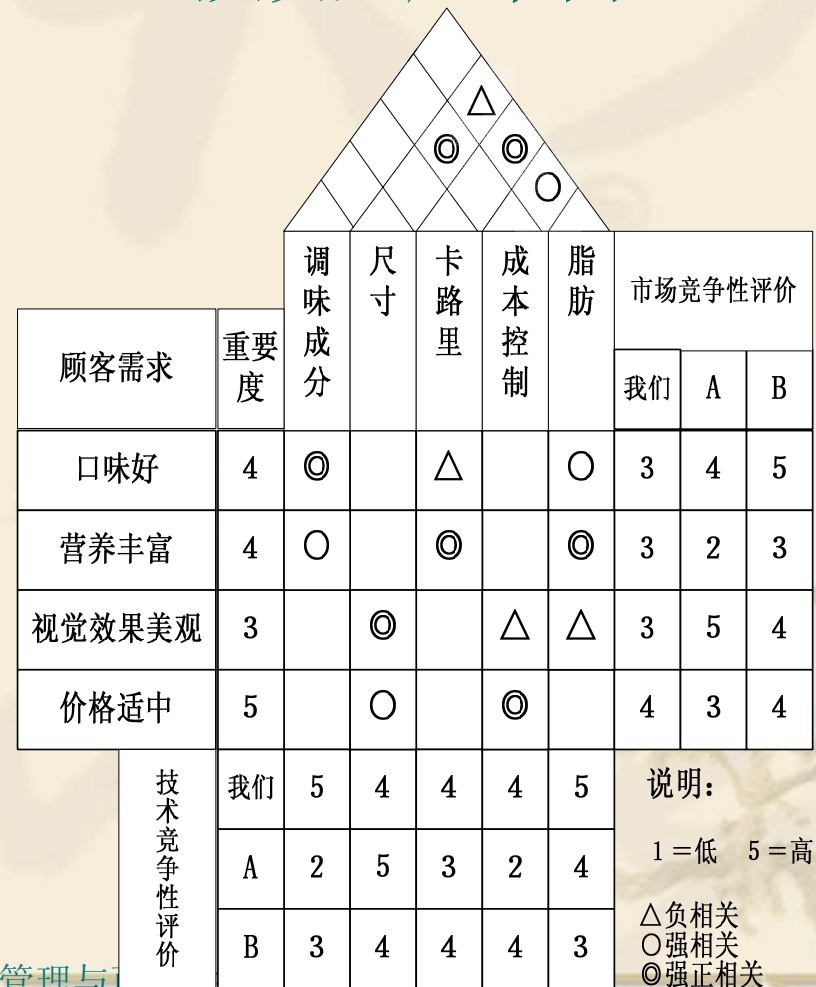 调味成分 尺寸 卡路里 成本控制 脂肪 市场竞争性评价
顾客需求 重要度 我们 A B
口味好 4 ◎ △ ○ 3 4 5
营养丰富 4 ○ ◎ ◎ 3 2 3
视觉效果美观 3 ◎ △ △ 3 5 4
价格适中 5 ○ ◎ 4 3 4
技术竞争性评价 我们 5 4 4 4 5
A 2 5 3 2 4
B 3 4 4 4 3
说明：
1=低 5=高
△负相关
○强相关
◎强正相关
管理与